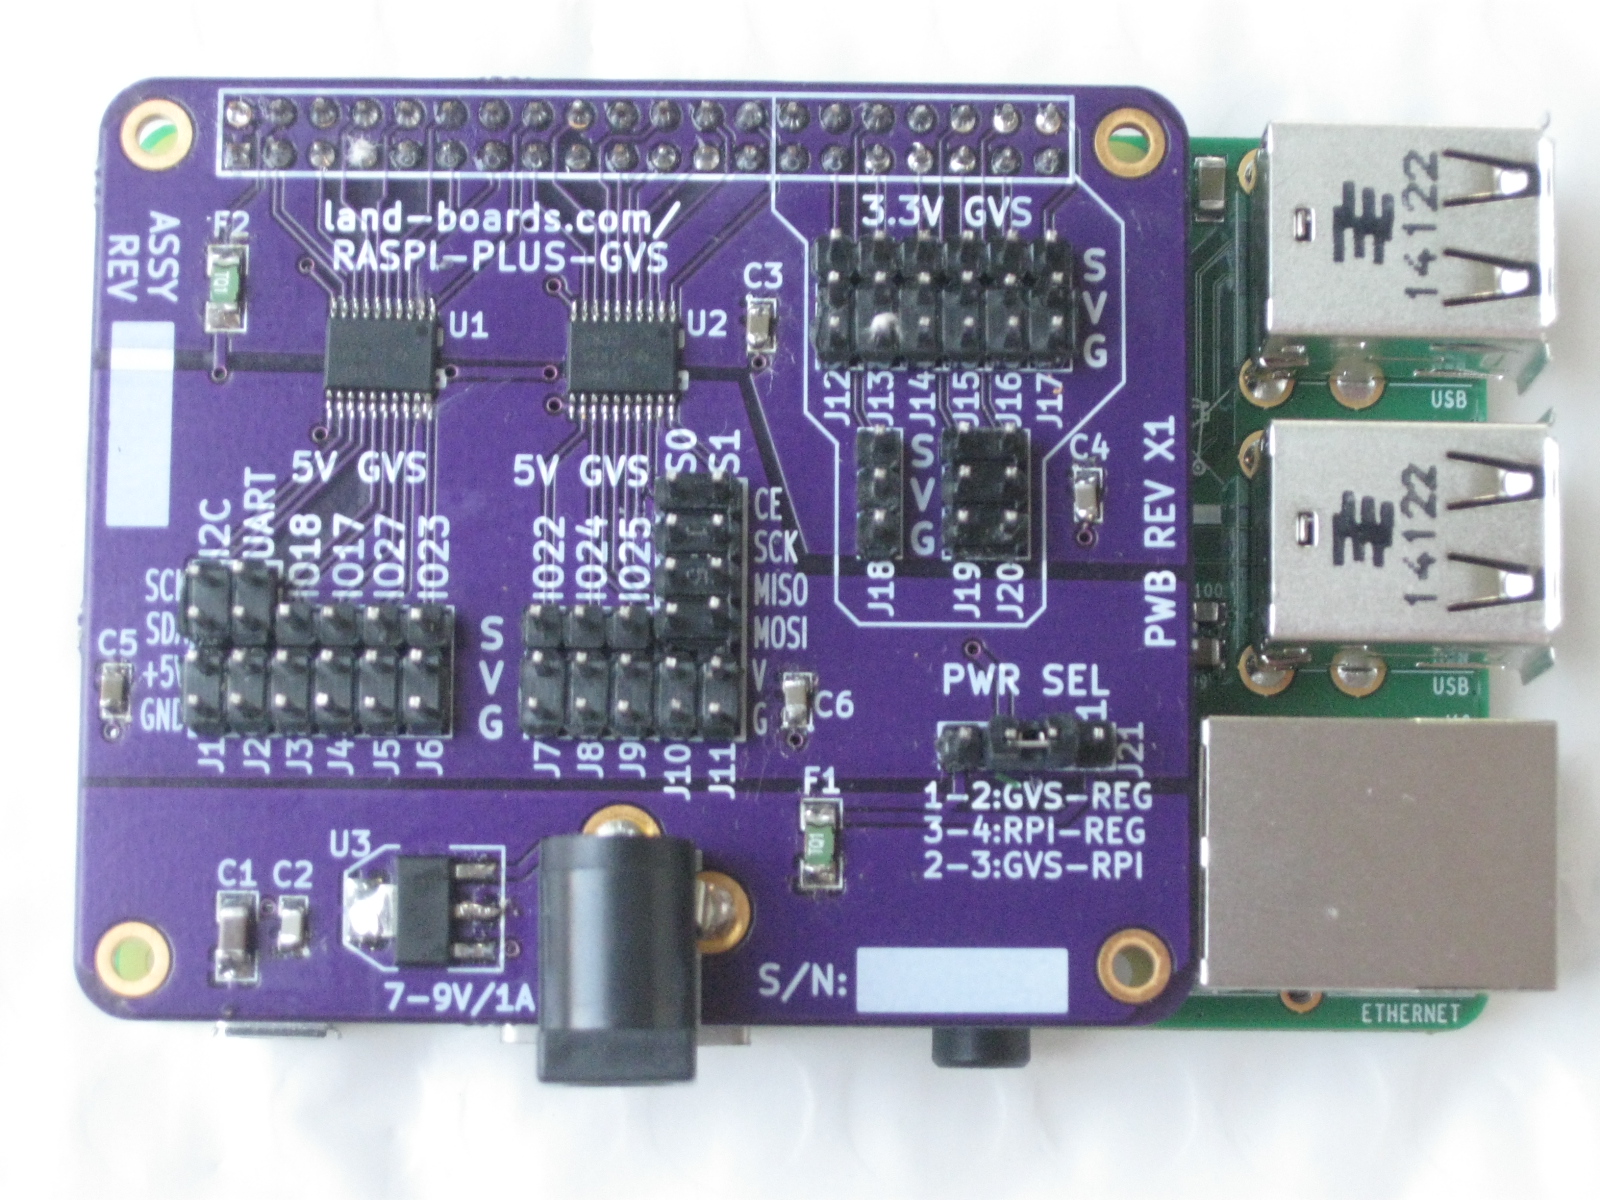 ASSY
REV
F2
land-boards.com/
RASPI-PLUS-GVS
U1
U2
C3
3.3V GVS
S
V
G
J12
J13
J14
J15
J16
J17
S
V
G
J18
J19
J20
C4
PWB REV X1
5V GVS
5V GVS
I2C
UART
IO18
IO17
IO27
IO23
IO22
IO24
IO25
S0
S1
CE
SCK
MISO
MOSI
V
G
+5V
GND
S
V
G
C5
C6
J1
J2
J3
J4
J5
J6
J7
J8
J9
J10
J11
PWR SEL
1
J21
1-2:GVS-REG
3-4:RPI-REG
2-3:GVS-RPI
F1
TQ1
U3
C1
C2
7-9V/1A
S/N:
14122
USB
14122
USB
100
ETHERNET